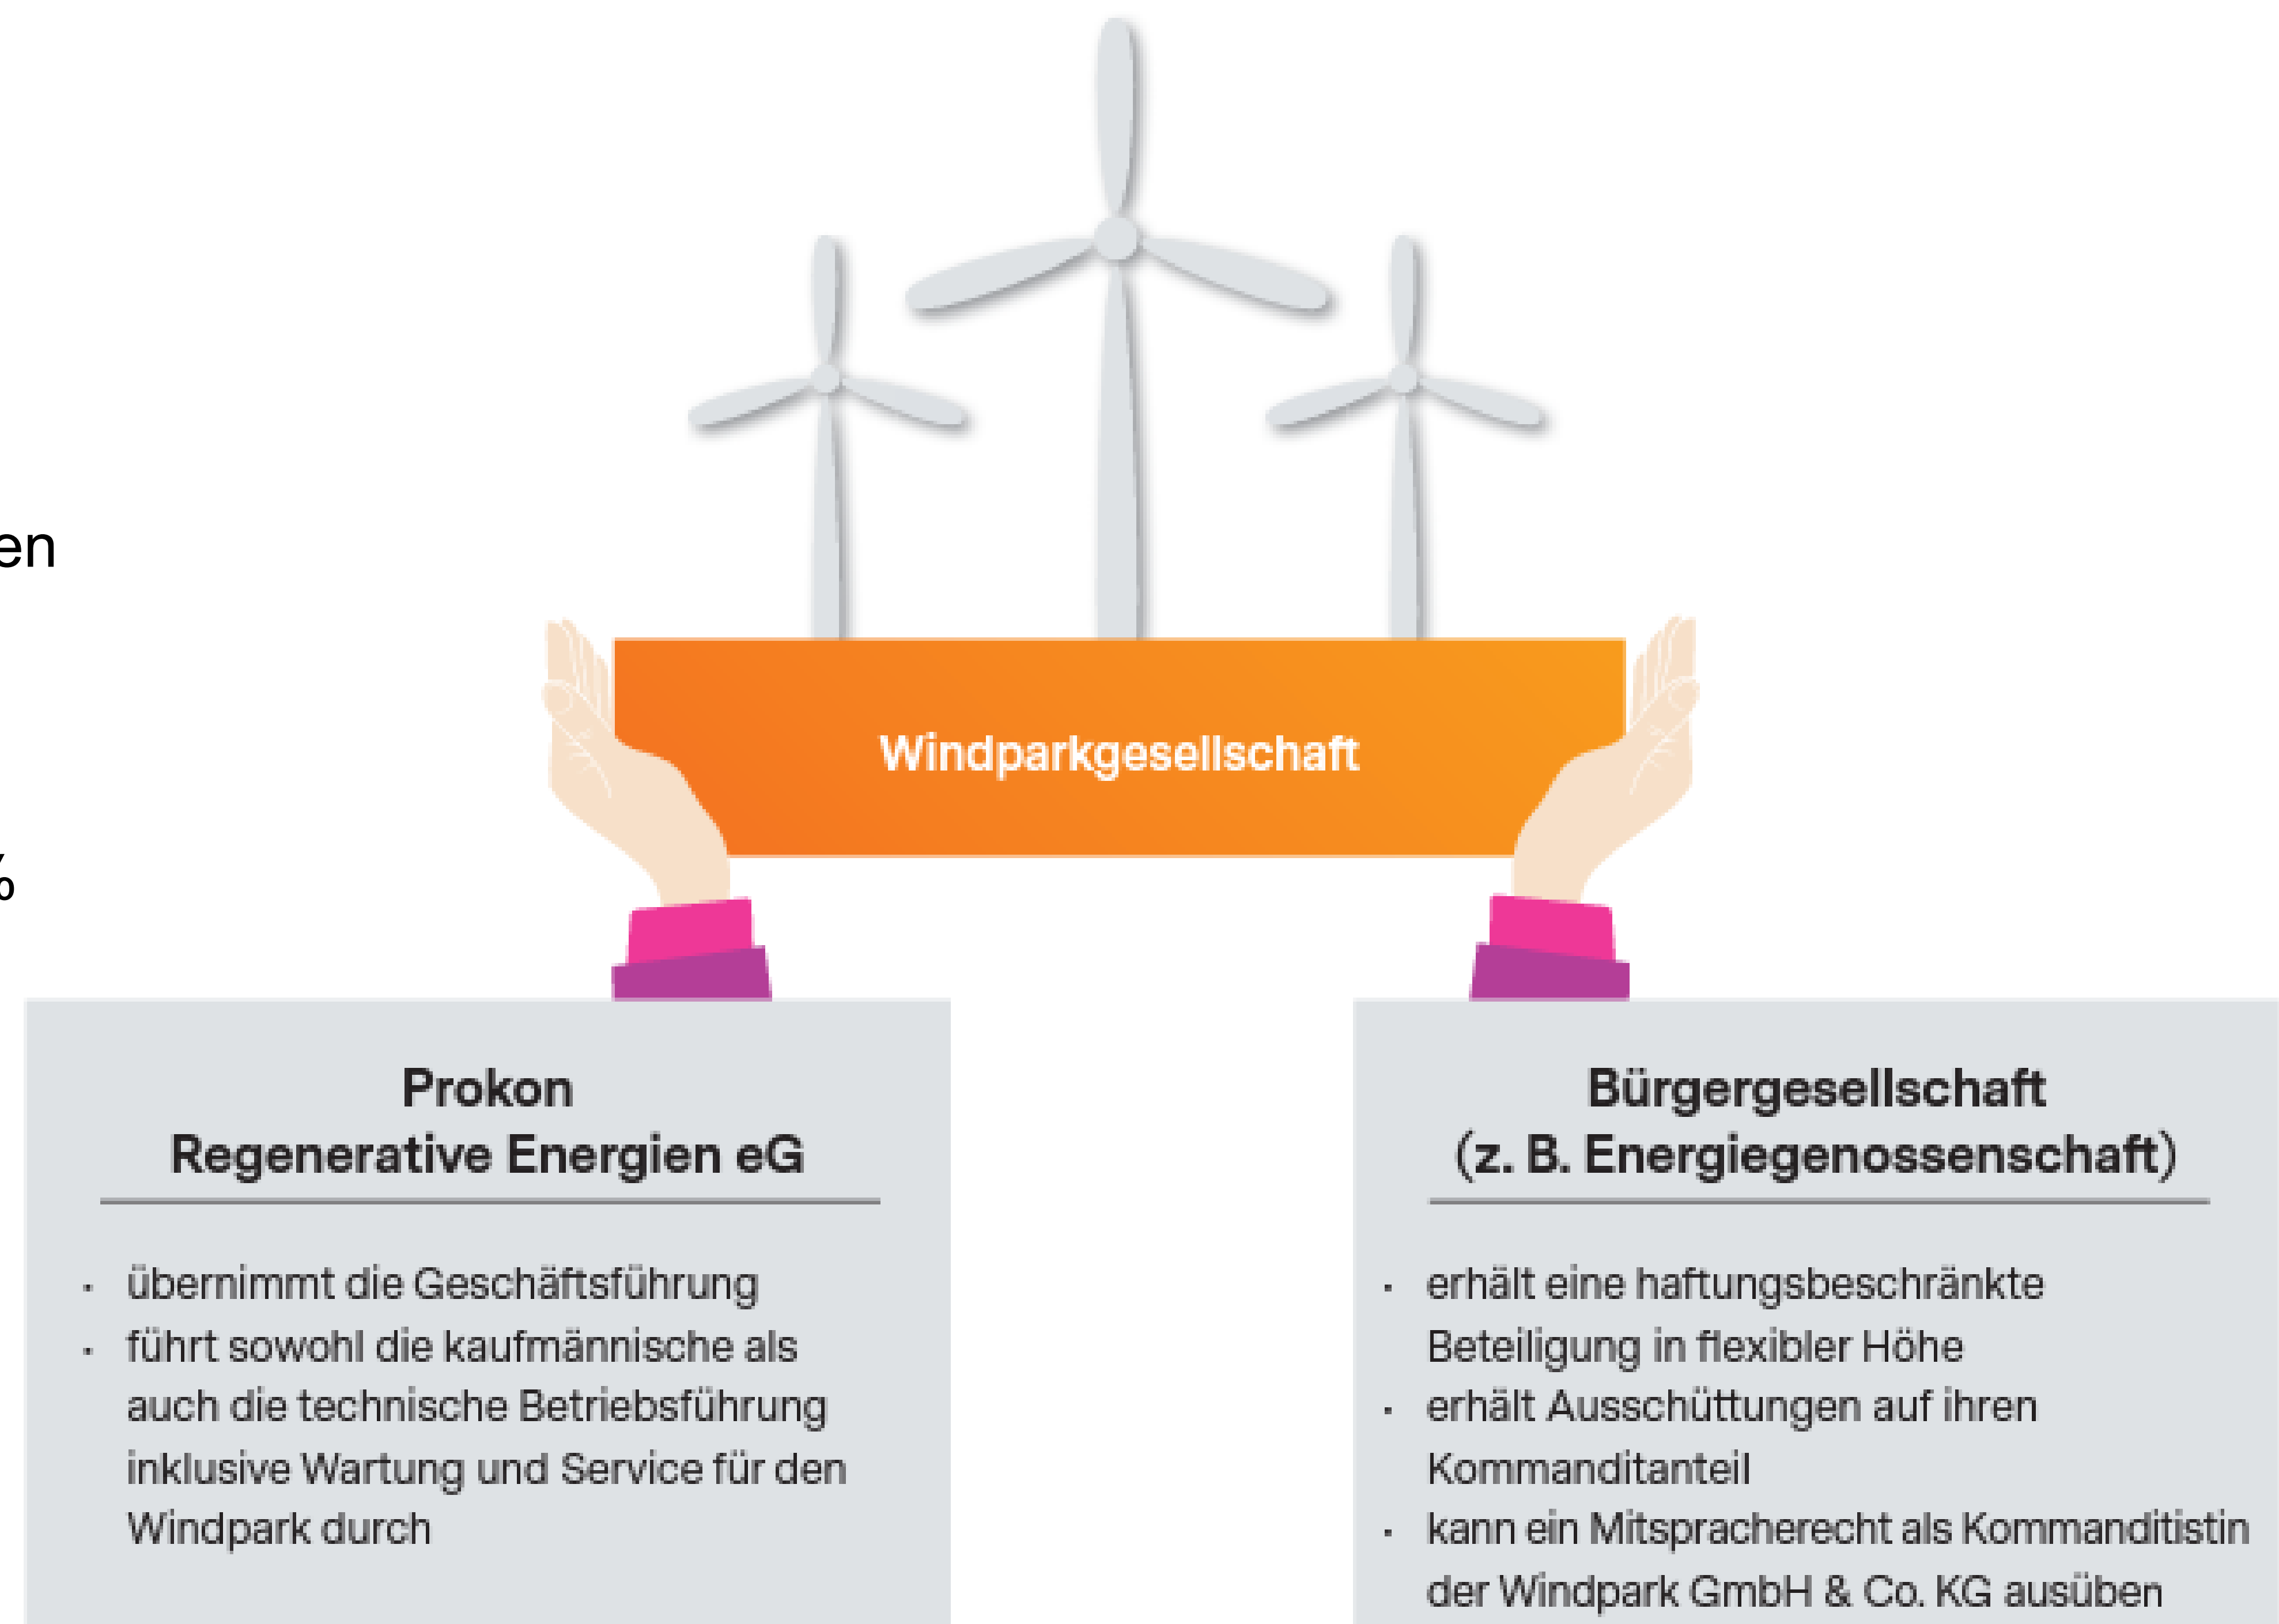 en
%
Windparkgesellschaft
Prokon
Regenerative Energien eG
· übernimmt die Geschäftsführung
· führt sowohl die kaufmännische als
auch die technische Betriebsführung
inklusive Wartung und Service für den
Windpark durch
Bürgergesellschaft
(z. B. Energiegenossenschaft)
· erhält eine haftungsbeschränkte
Beteiligung in flexibler Höhe
· erhält Ausschüttungen auf ihren
Kommanditanteil
· kann ein Mitspracherecht als Kommanditistin
der Windpark GmbH & Co. KG ausüben